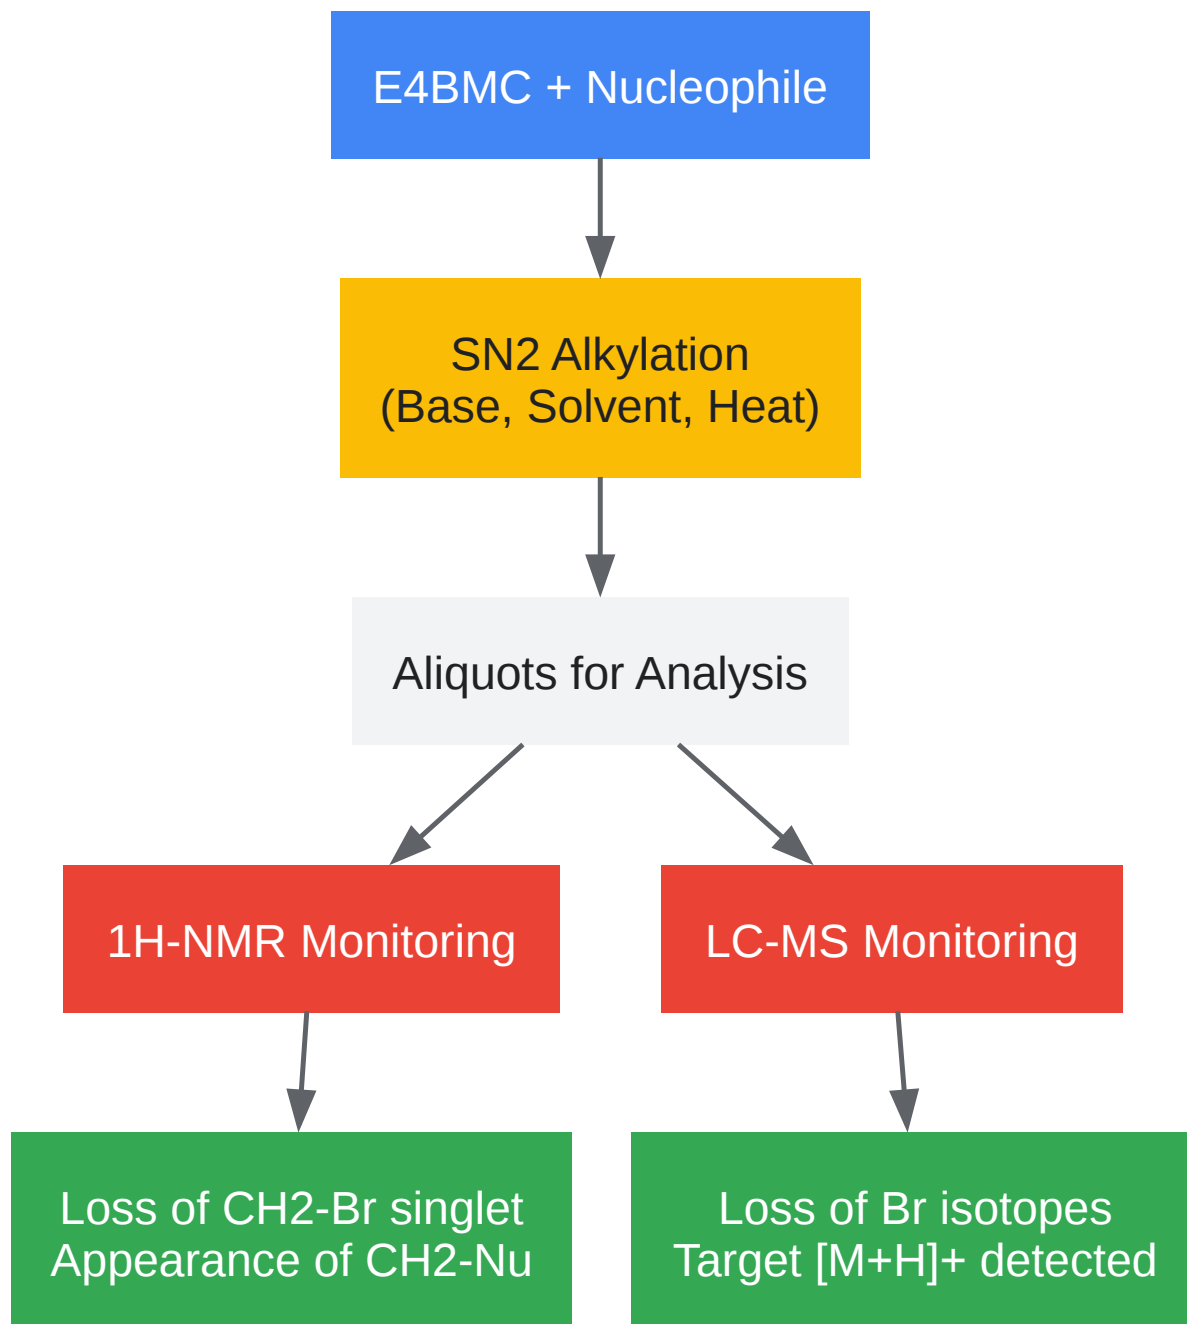 E4BMC + Nucleophile
SN2 Alkylation
(Base, Solvent, Heat)
Aliquots for Analysis
1H-NMR Monitoring
LC-MS Monitoring
Loss of CH2-Br singlet
Appearance of CH2-Nu
Loss of Br isotopes
Target [M+H]+ detected